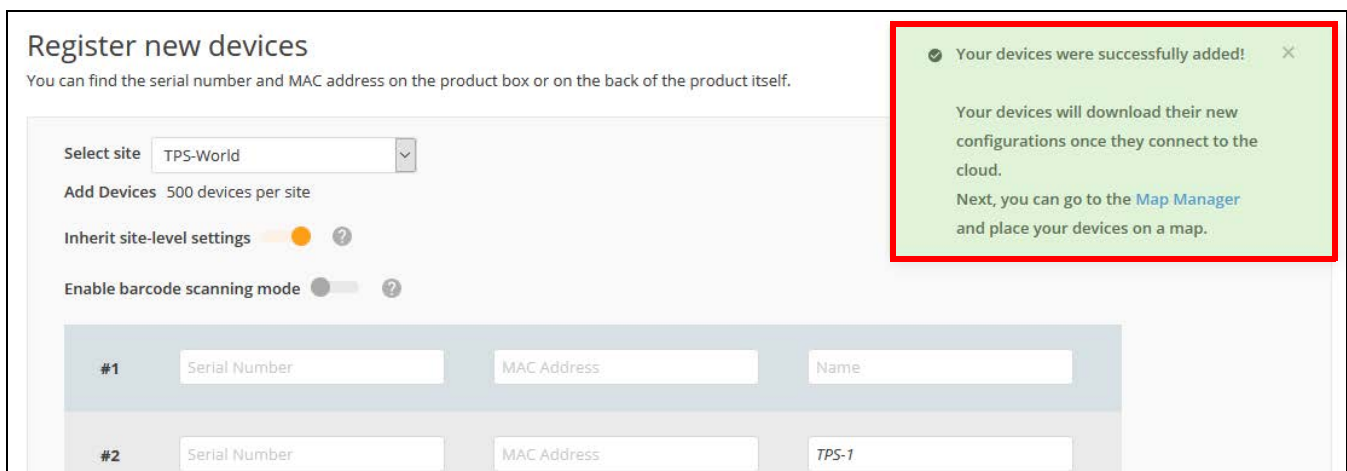 Register new devices
You can find the serial number and MAC address on the product box or on the back of the product itself.
Your devices were successfully added!
Your devices will download their new
configurations once they connect to the
cloud.
Next, you can go to the Map Manager
and place your devices on a map.
Select site TPS-World
Add Devices 500 devices per site
Inherit site-level settings ?
Enable barcode scanning mode ?
#1 Serial Number MAC Address Name
#2 Serial Number MAC Address TPS-1